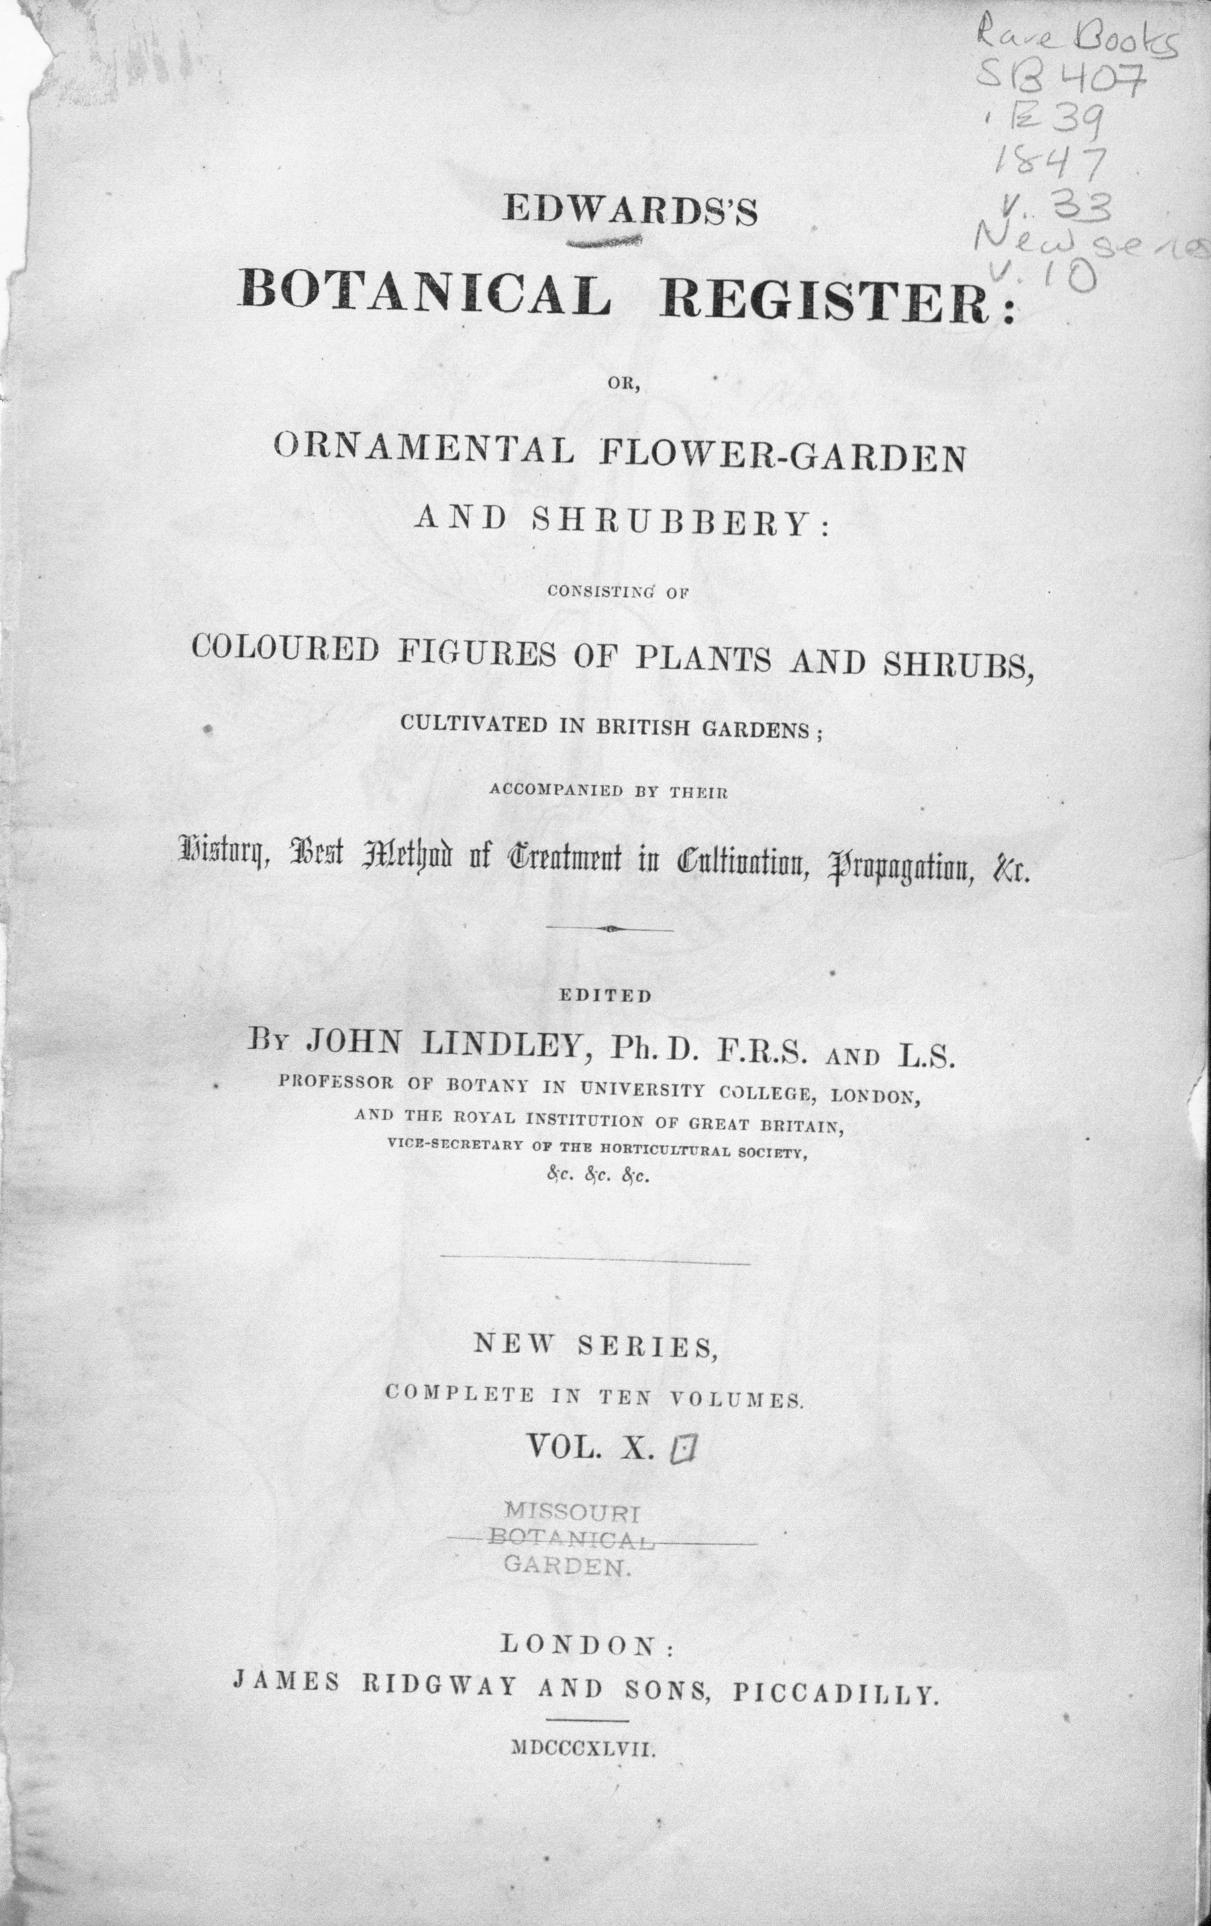 Rare Books
SB 407
.E 39
1847
v. 33
New series
v. 10
EDWARDS'S
BOTANICAL REGISTER:
OR,
ORNAMENTAL FLOWER-GARDEN
AND SHRUBBERY:
CONSISTING OF
COLOURED FIGURES OF PLANTS AND SHRUBS,
CULTIVATED IN BRITISH GARDENS;
ACCOMPANIED BY THEIR
History, Best Method of Treatment in Cultivation, Propagation, &c.
EDITED
BY JOHN LINDLEY, Ph. D. F.R.S. AND L.S.
PROFESSOR OF BOTANY IN UNIVERSITY COLLEGE, LONDON,
AND THE ROYAL INSTITUTION OF GREAT BRITAIN,
VICE-SECRETARY OF THE HORTICULTURAL SOCIETY,
&c. &c. &c.
NEW SERIES,
COMPLETE IN TEN VOLUMES.
VOL. X.
MISSOURI
BOTANICAL
GARDEN.
LONDON:
JAMES RIDGWAY AND SONS, PICCADILLY.
MDCCCXLVII.